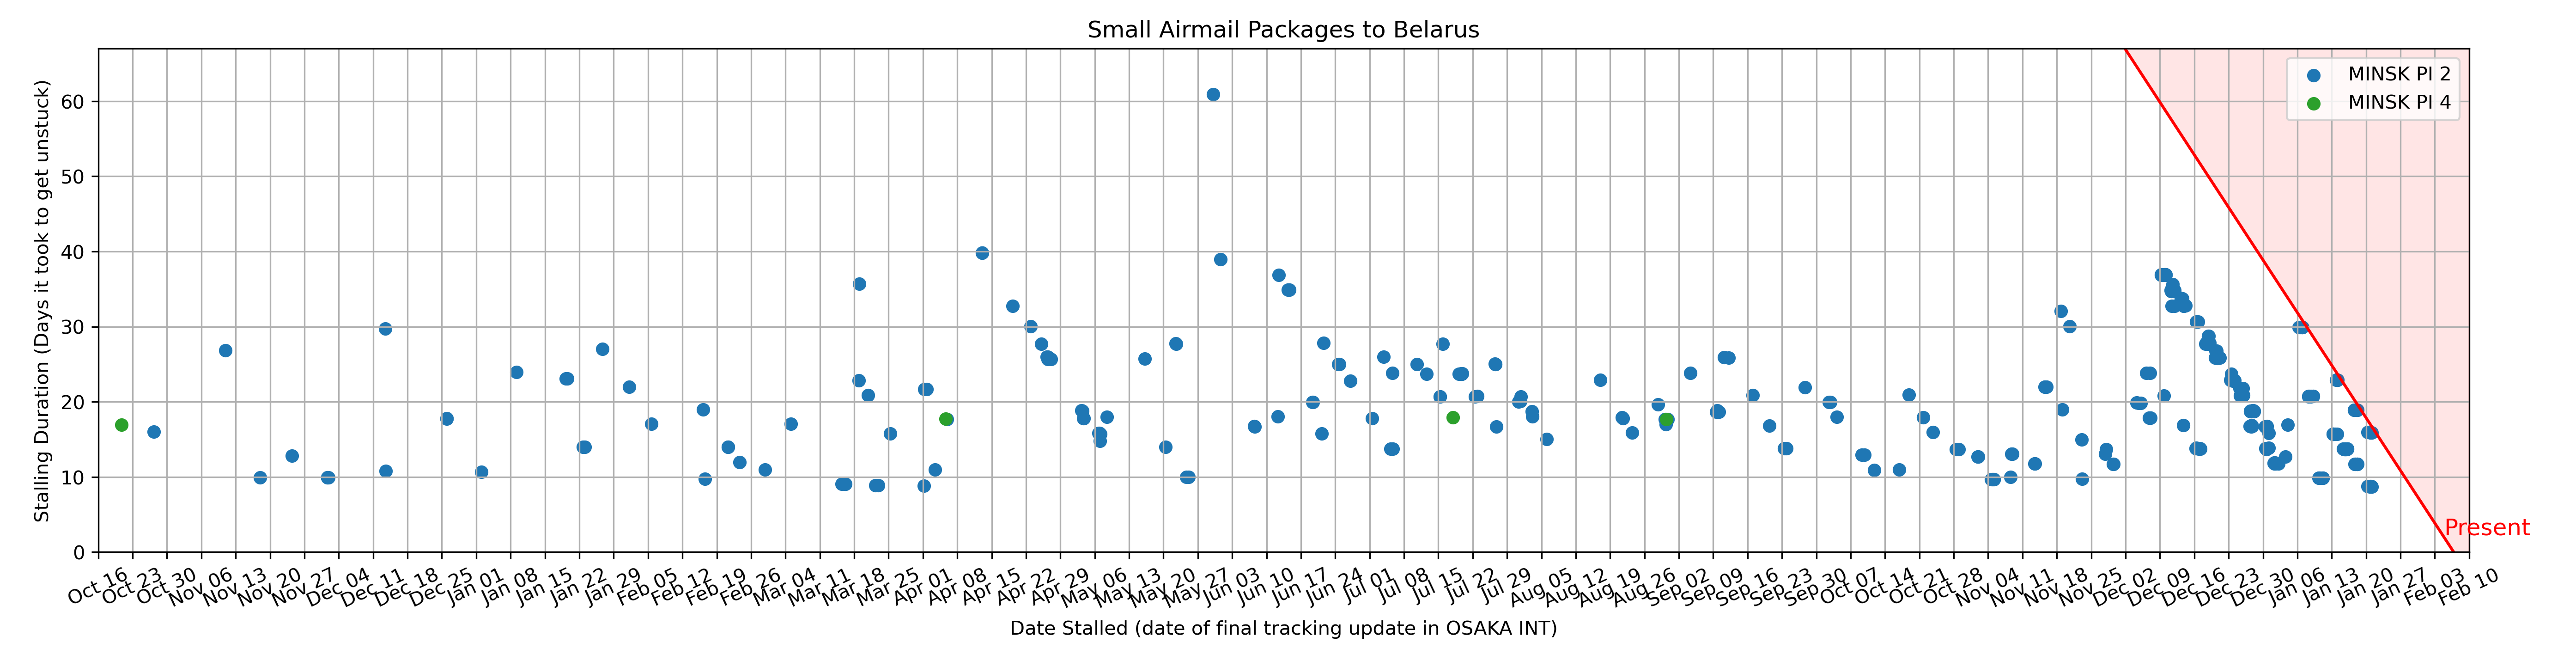 Small Airmail Packages to Belarus
MINSK PI 2
MINSK PI 4
Stalling Duration (Days it took to get unstuck)
60
50
40
30
20
10
0
Present
Oct 16
Oct 23
Oct 30
Nov 06
Nov 13
Nov 20
Nov 27
Dec 04
Dec 11
Dec 18
Dec 25
Jan 01
Jan 08
Jan 15
Jan 22
Jan 29
Feb 05
Feb 12
Feb 19
Feb 26
Mar 04
Mar 11
Mar 18
Mar 25
Apr 01
Apr 08
Apr 15
Apr 22
Apr 29
May 06
May 13
May 20
May 27
Jun 03
Jun 10
Jun 17
Jun 24
Jul 01
Jul 08
Jul 15
Jul 22
Jul 29
Aug 05
Aug 12
Aug 19
Aug 26
Sep 02
Sep 09
Sep 16
Sep 23
Sep 30
Oct 07
Oct 14
Oct 21
Oct 28
Nov 04
Nov 11
Nov 18
Nov 25
Dec 02
Dec 09
Dec 16
Dec 23
Dec 30
Jan 06
Jan 13
Jan 20
Jan 27
Feb 03
Feb 10
Date Stalled (date of final tracking update in OSAKA INT)